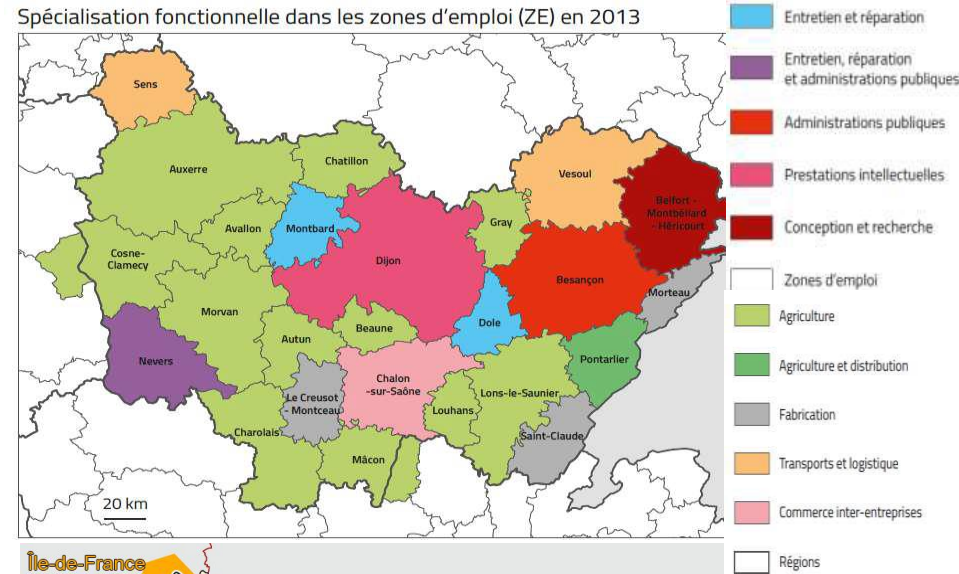 Spécialisation fonctionnelle dans les zones d'emploi (ZE) en 2013
Sens
Auxerre
Chatillon
Vesoul
Belfort -
Montbéliard
- Héricourt
Avallon
Montbard
Gray
Cosne-
Clamecy
Dijon
Besançon
Morteau
Morvan
Dole
Autun
Beaune
Nevers
Pontarlier
Chalon
-sur-Saône
Le Creusot
- Montceau
Louhans
Lons-le-Saunier
Charolais
Saint-Claude
Mâcon
20 km
Île-de-France
Entretien et réparation
Entretien, réparation
et administrations publiques
Administrations publiques
Prestations intellectuelles
Conception et recherche
Zones d'emploi
Agriculture
Agriculture et distribution
Fabrication
Transports et logistique
Commerce inter-entreprises
Régions